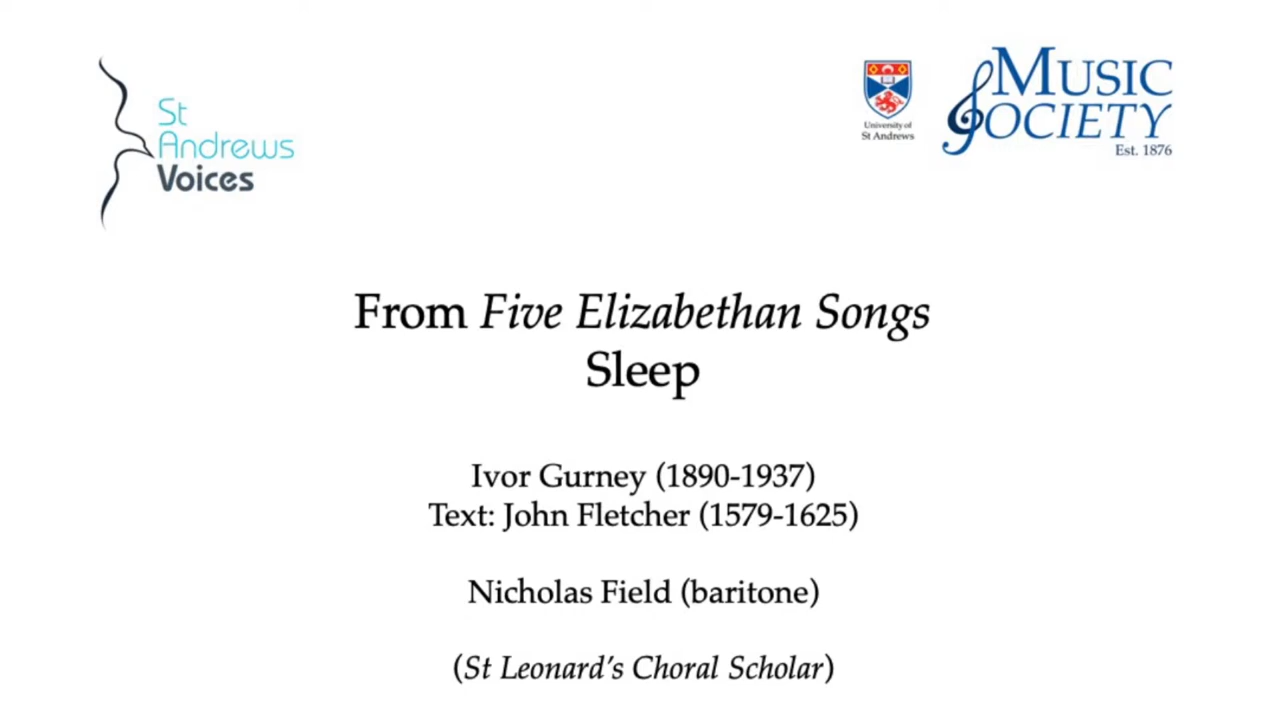 St
Andrews
Voices
University of
St Andrews
MUSIC
SOCIETY
Est. 1876
From Five Elizabethan Songs
Sleep
Ivor Gurney (1890-1937)
Text: John Fletcher (1579-1625)
Nicholas Field (baritone)
(St Leonard's Choral Scholar)